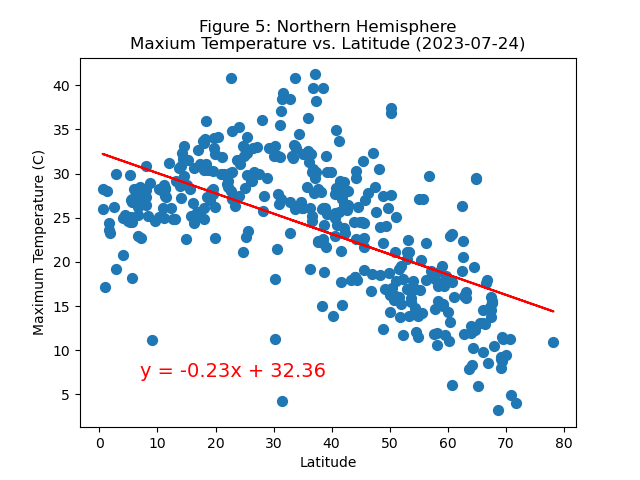 Figure 5: Northern Hemisphere
Maxium Temperature vs. Latitude (2023-07-24)
Maximum Temperature (C)
40
35
30
25
20
15
10
5
y = -0.23x + 32.36
0 10 20 30 40 50 60 70 80
Latitude